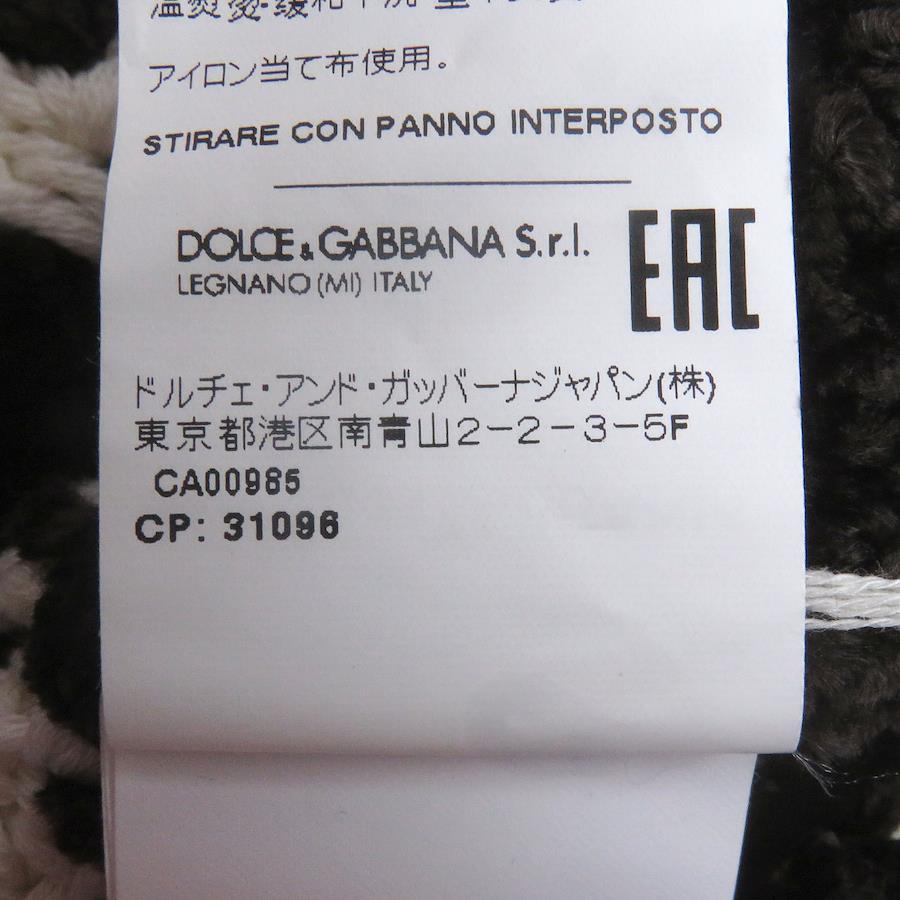 アイロン当て布使用。
STIRARE CON PANNO INTERPOSTO
DOLCE & GABBANA S.r.l.
LEGNANO (MI) ITALY
EAC
ドルチェ・アンド・ガッバーナジャパン(株)
東京都港区南青山2-2-3-5F
CA00985
CP: 31096